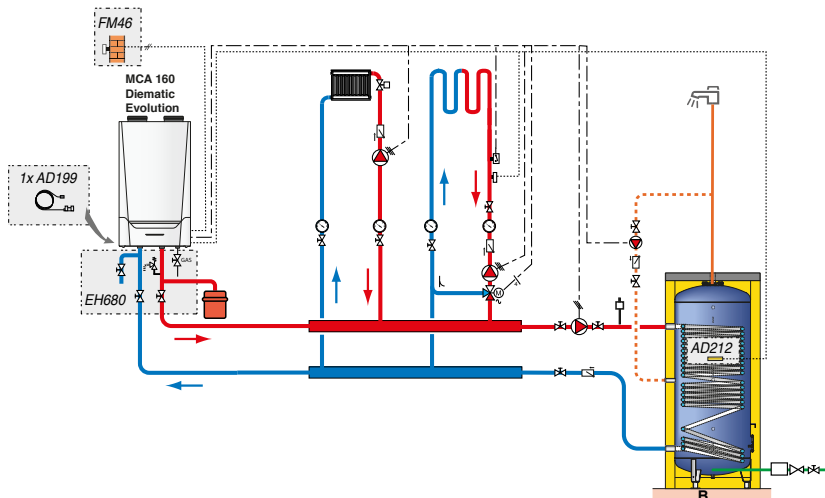 FM46
MCA 160
Diematic
Evolution
1x AD199
GAS
EH680
M
AD212
B